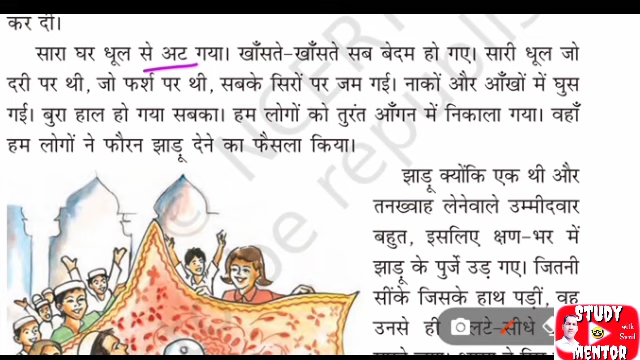 कर दी।
सारा घर धूल से अट गया। खाँसते-खाँसते सब बेदम हो गए। सारी धूल जो
दरी पर थी, जो फर्श पर थी, सबके सिरों पर जम गई। नाकों और आँखों में घुस
गई। बुरा हाल हो गया सबका। हम लोगों को तुरंत आँगन में निकाला गया। वहाँ
हम लोगों ने फौरन झाड़ू देने का फैसला किया।
झाड़ू क्योंकि एक थी और
तनख्वाह लेनेवाले उम्मीदवार
बहुत, इसलिए क्षण-भर में
झाड़ू के पुर्जे उड़ गए। जितनी
सींके जिसके हाथ पड़ीं, वह
उनसे ही
STUDY
with
MENTOR